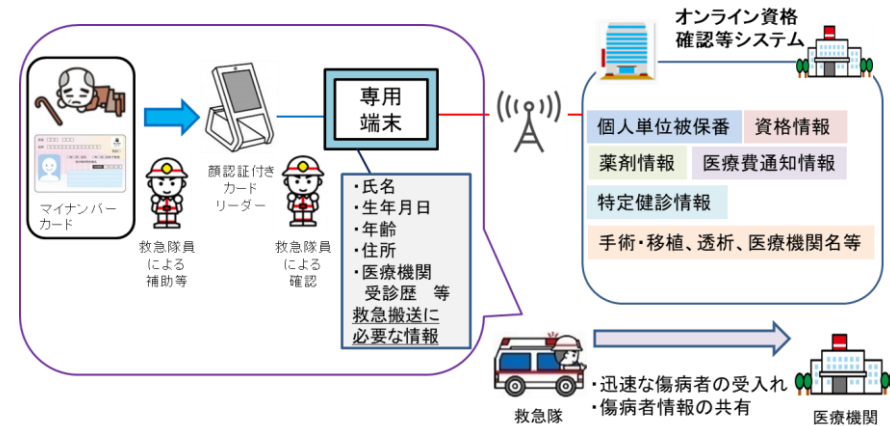 オンライン資格
確認等システム
専用
端末
個人単位被保番
資格情報
薬剤情報
医療費通知情報
特定健診情報
手術・移植、透析、医療機関名等
マイナンバー
カード
救急隊員
による
補助等
顔認証付き
カード
リーダー
救急隊員
による
確認
・氏名
・生年月日
・年齢
・住所
・医療機関
受診歴 等
救急搬送に
必要な情報
救急隊
・迅速な傷病者の受入れ
・傷病者情報の共有
医療機関